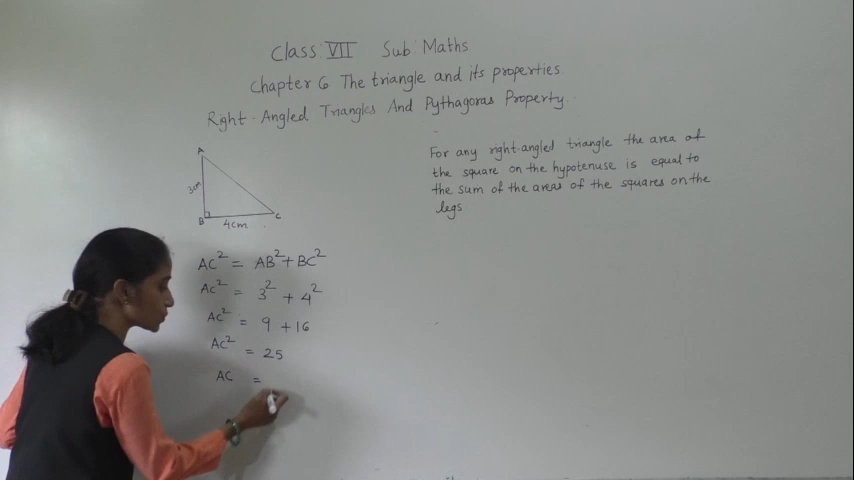 Class: VII Sub: Maths
Chapter 6 The triangle and its properties
Right-Angled Triangles And Pythagoras Property.
For any right-angled triangle the area of
the square on the hypotenuse is equal to
the sum of the areas of the squares on the
legs
A
3cm
B
4cm
C
AC² = AB² + BC²
AC² = 3² + 4²
AC² = 9 + 16
AC² = 25
AC =